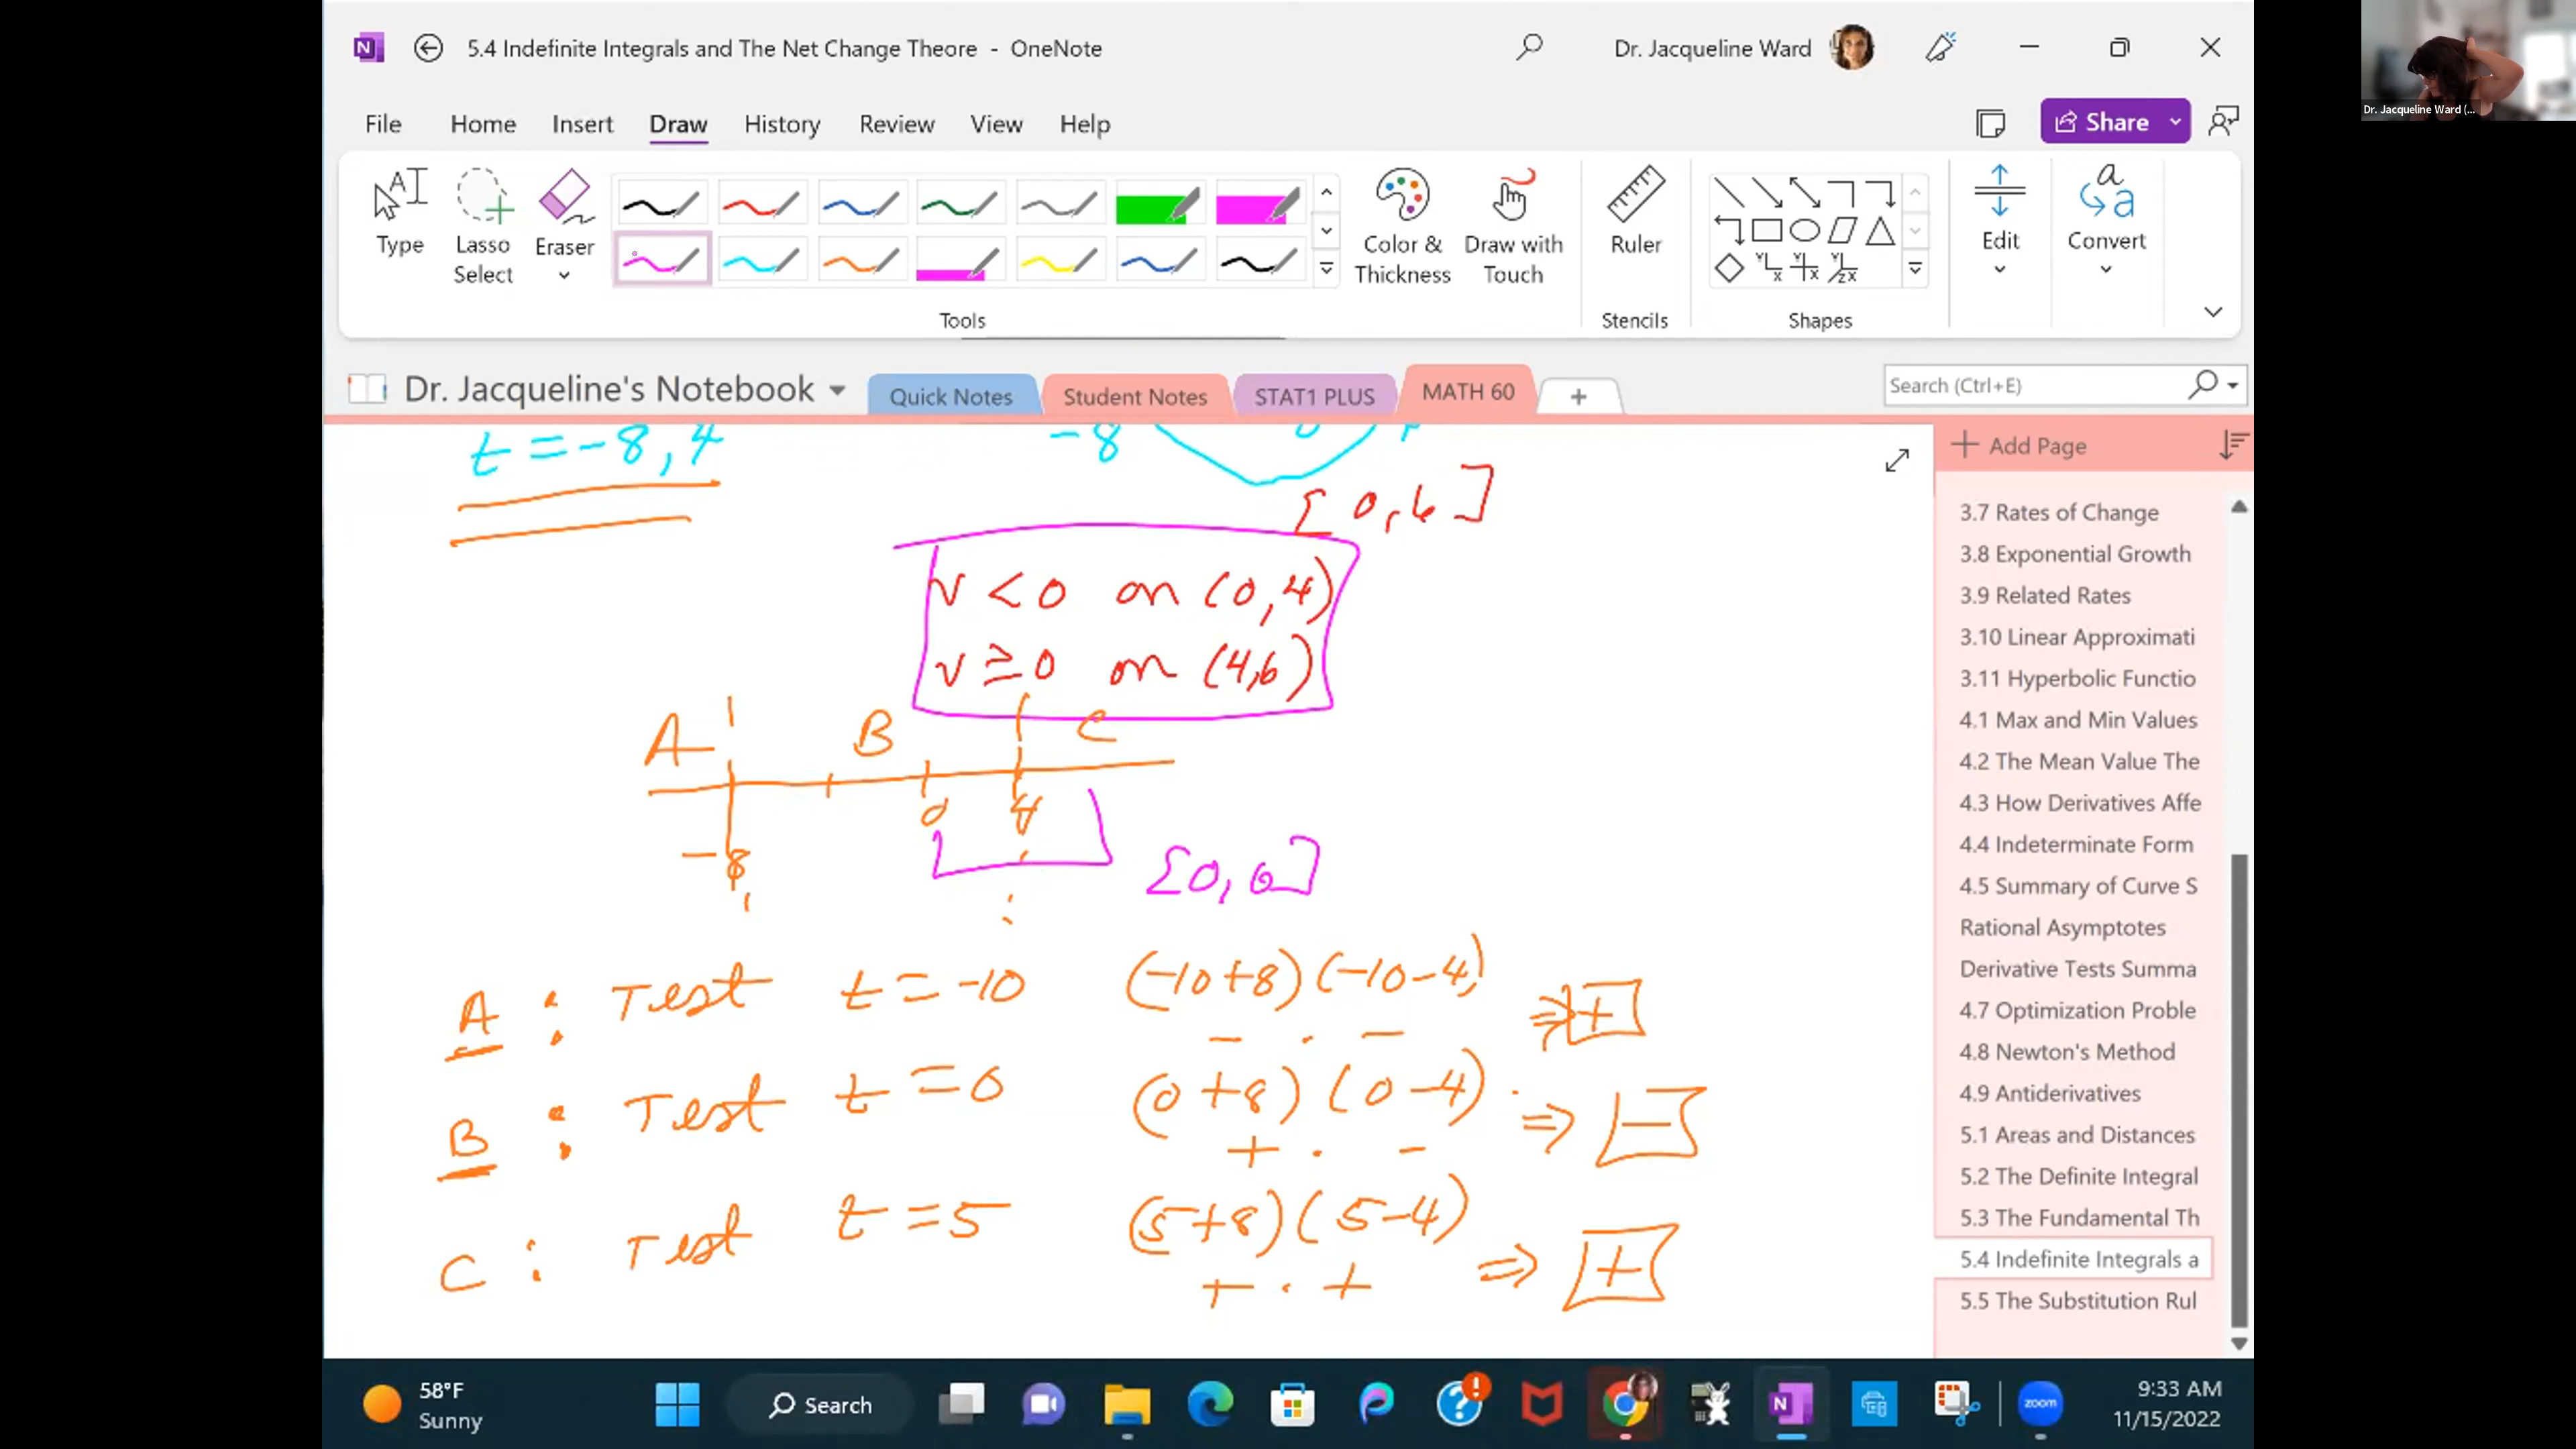 5.4 Indefinite Integrals and The Net Change Theore - OneNote
Dr. Jacqueline Ward
Dr. Jacqueline Ward (...
File Home Insert Draw History Review View Help
Share
Type
Lasso Select
Eraser
Color & Thickness
Draw with Touch
Ruler
Edit
Convert
Tools
Stencils
Shapes
Dr. Jacqueline's Notebook
Quick Notes
Student Notes
STAT1 PLUS
MATH 60
+
Search (Ctrl+E)
Add Page
t = -8, 4
-8
[0, 6]
v < 0 on (0,4)
v ≥ 0 on (4,6)
A B C
0 4
-8
[0, 6]
A : Test t = -10 (-10+8)(-10-4) ⇒ +
- · -
B : Test t = 0 (0+8)(0-4) ⇒ -
+ · -
C : Test t = 5 (5+8)(5-4) ⇒ +
+ · +
3.7 Rates of Change
3.8 Exponential Growth
3.9 Related Rates
3.10 Linear Approximati
3.11 Hyperbolic Functio
4.1 Max and Min Values
4.2 The Mean Value The
4.3 How Derivatives Affe
4.4 Indeterminate Form
4.5 Summary of Curve S
Rational Asymptotes
Derivative Tests Summa
4.7 Optimization Proble
4.8 Newton's Method
4.9 Antiderivatives
5.1 Areas and Distances
5.2 The Definite Integral
5.3 The Fundamental Th
5.4 Indefinite Integrals a
5.5 The Substitution Rul
58°F
Sunny
Search
zoom
9:33 AM
11/15/2022